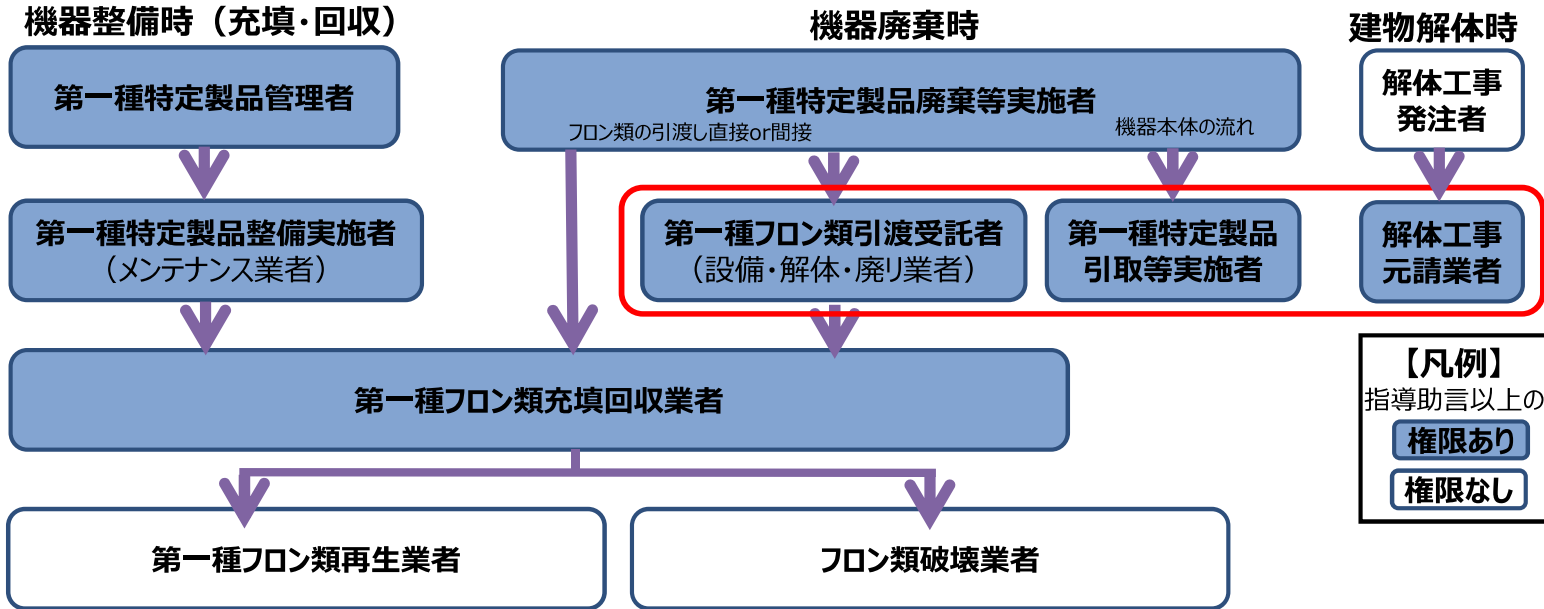 機器整備時（充填・回収）
機器廃棄時
建物解体時
第一種特定製品管理者
第一種特定製品廃棄等実施者
フロン類の引渡し直接or間接
機器本体の流れ
解体工事
発注者
第一種特定製品整備実施者
（メンテナンス業者）
第一種フロン類引渡受託者
（設備・解体・廃リ業者）
第一種特定製品
引取等実施者
解体工事
元請業者
第一種フロン類充填回収業者
【凡例】
指導助言以上の
権限あり
権限なし
第一種フロン類再生業者
フロン類破壊業者